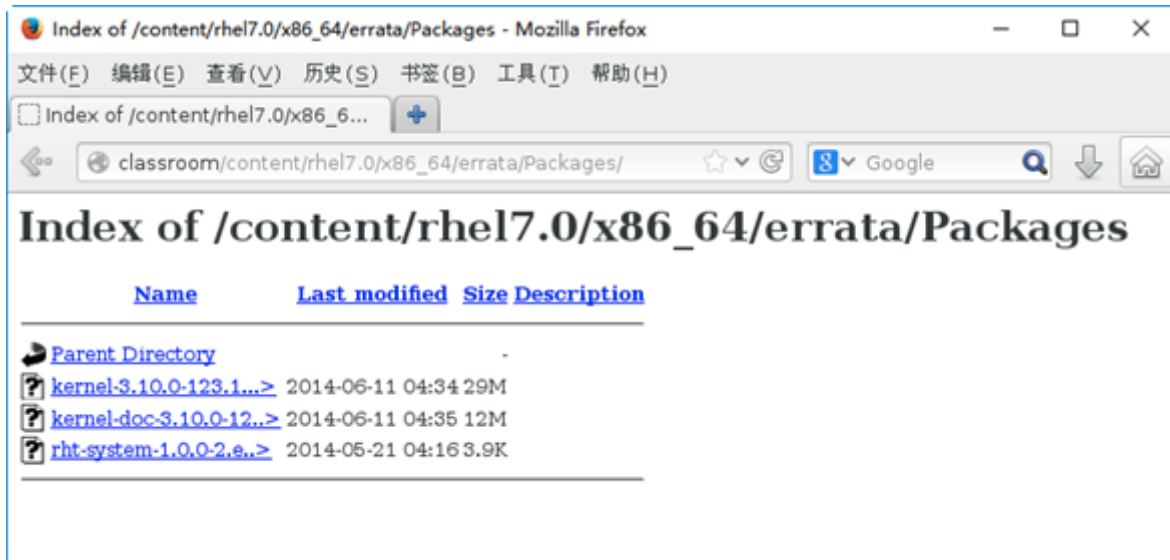 Index of /content/rhel7.0/x86_64/errata/Packages - Mozilla Firefox
文件(F) 编辑(E) 查看(V) 历史(S) 书签(B) 工具(T) 帮助(H)
Index of /content/rhel7.0/x86_6...
classroom/content/rhel7.0/x86_64/errata/Packages/ 8 Google
Index of /content/rhel7.0/x86_64/errata/Packages
Name Last modified Size Description
Parent Directory -
kernel-3.10.0-123.1...> 2014-06-11 04:34 29M
kernel-doc-3.10.0-12..> 2014-06-11 04:35 12M
rht-system-1.0.0-2.e..> 2014-05-21 04:16 3.9K